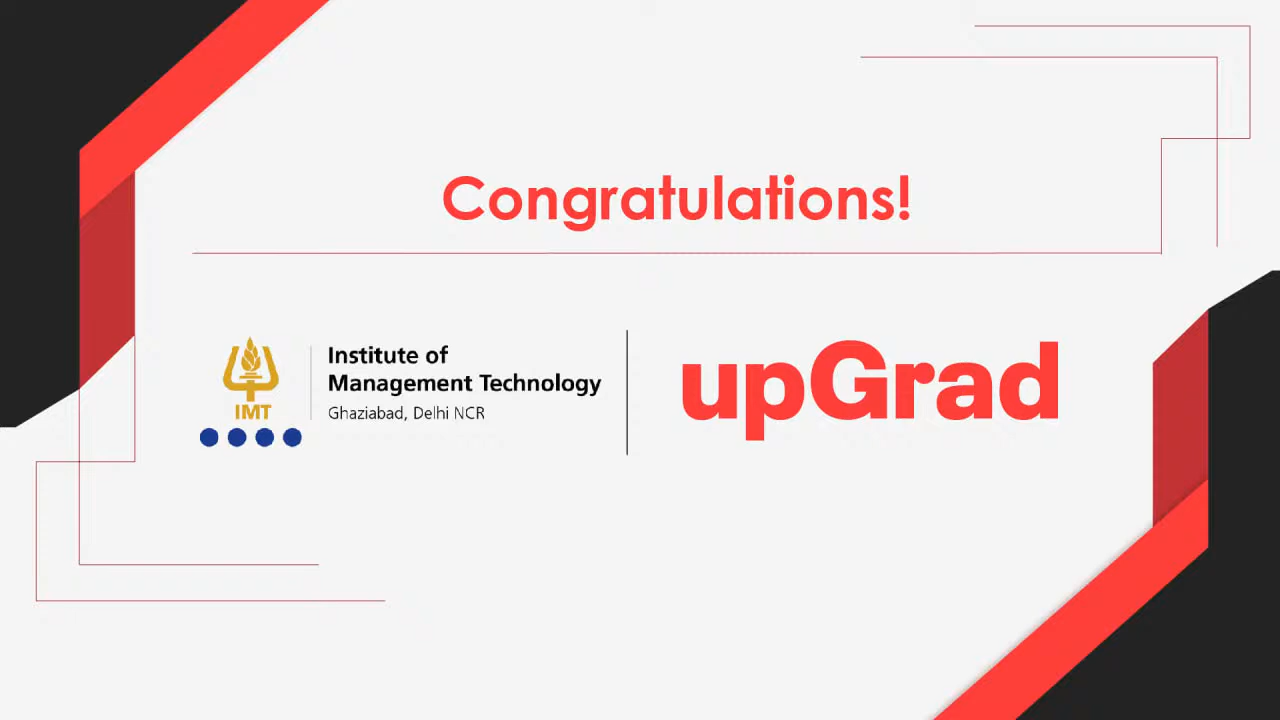 Congratulations!
IMT
Institute of
Management Technology
Ghaziabad, Delhi NCR
upGrad